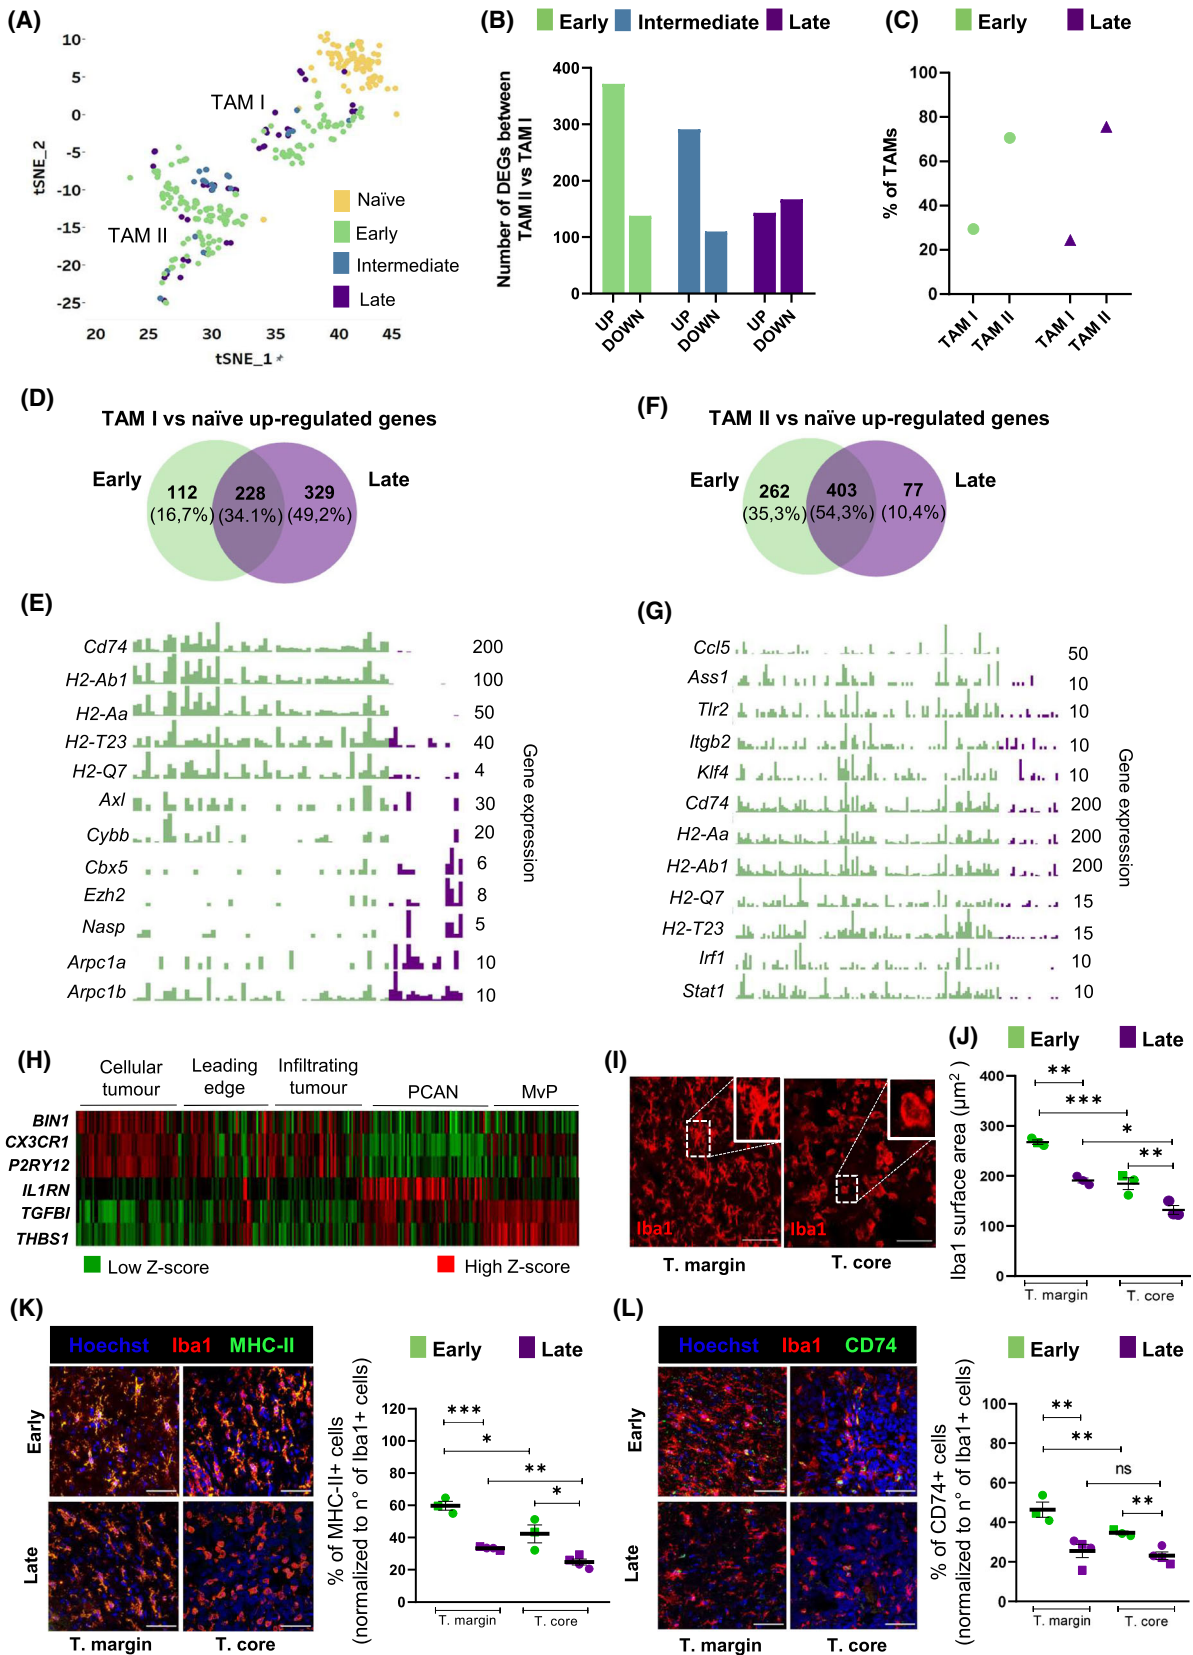 (A)
10
5
0
-5
-10
-15
-20
-25
tSNE_2
TAM I
TAM II
Naïve
Early
Intermediate
Late
20 25 30 35 40 45
tSNE_1
(B)
Early Intermediate Late
Number of DEGs between
TAM II vs TAM I
400
300
200
100
0
UP DOWN UP DOWN UP DOWN
(C)
Early Late
% of TAMs
100
80
60
40
20
0
TAM I TAM II TAM I TAM II
(D)
TAM I vs naïve up-regulated genes
Early Late
112 228 329
(16,7%) (34.1%) (49,2%)
(F)
TAM II vs naïve up-regulated genes
Early Late
262 403 77
(35,3%) (54,3%) (10,4%)
(E)
Cd74 200
H2-Ab1 100
H2-Aa 50
H2-T23 40
H2-Q7 4
Axl 30
Cybb 20
Cbx5 6
Ezh2 8
Nasp 5
Arpc1a 10
Arpc1b 10
Gene expression
(G)
Ccl5 50
Ass1 10
Tlr2 10
Itgb2 10
Klf4 10
Cd74 200
H2-Aa 200
H2-Ab1 200
H2-Q7 15
H2-T23 15
Irf1 10
Stat1 10
Gene expression
(H)
Cellular tumour
Leading edge
Infiltrating tumour
PCAN
MvP
BIN1
CX3CR1
P2RY12
IL1RN
TGFBI
THBS1
Low Z-score High Z-score
(I)
Iba1 Iba1
T. margin T. core
(J)
Early Late
Iba1 surface area (µm²)
400
300
200
100
0
**
***
*
**
T. margin T. core
(K)
Hoechst Iba1 MHC-II
Early
Late
T. margin T. core
Early Late
% of MHC-II+ cells
(normalized to n° of Iba1+ cells)
120
100
80
60
40
20
0
***
*
**
*
T. margin T. core
(L)
Hoechst Iba1 CD74
Early
Late
T. margin T. core
Early Late
% of CD74+ cells
(normalized to n° of Iba1+ cells)
100
80
60
40
20
0
**
**
ns
**
T. margin T. core